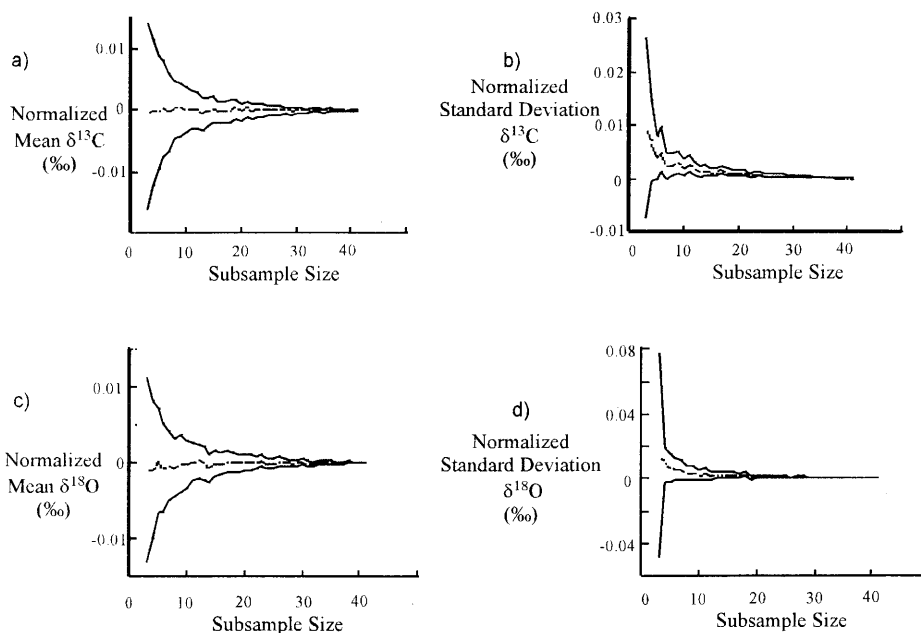 a)
0.01
0
-0.01
Normalized
Mean δ¹³C
(‰)
0 10 20 30 40
Subsample Size
b)
0.03
0.02
0.01
0
-0.01
Normalized
Standard Deviation
δ¹³C
(‰)
0 10 20 30 40
Subsample Size
c)
0.01
0
-0.01
Normalized
Mean δ¹⁸O
(‰)
0 10 20 30 40
Subsample Size
d)
0.08
0.04
0
-0.04
Normalized
Standard Deviation
δ¹⁸O
(‰)
0 10 20 30 40
Subsample Size